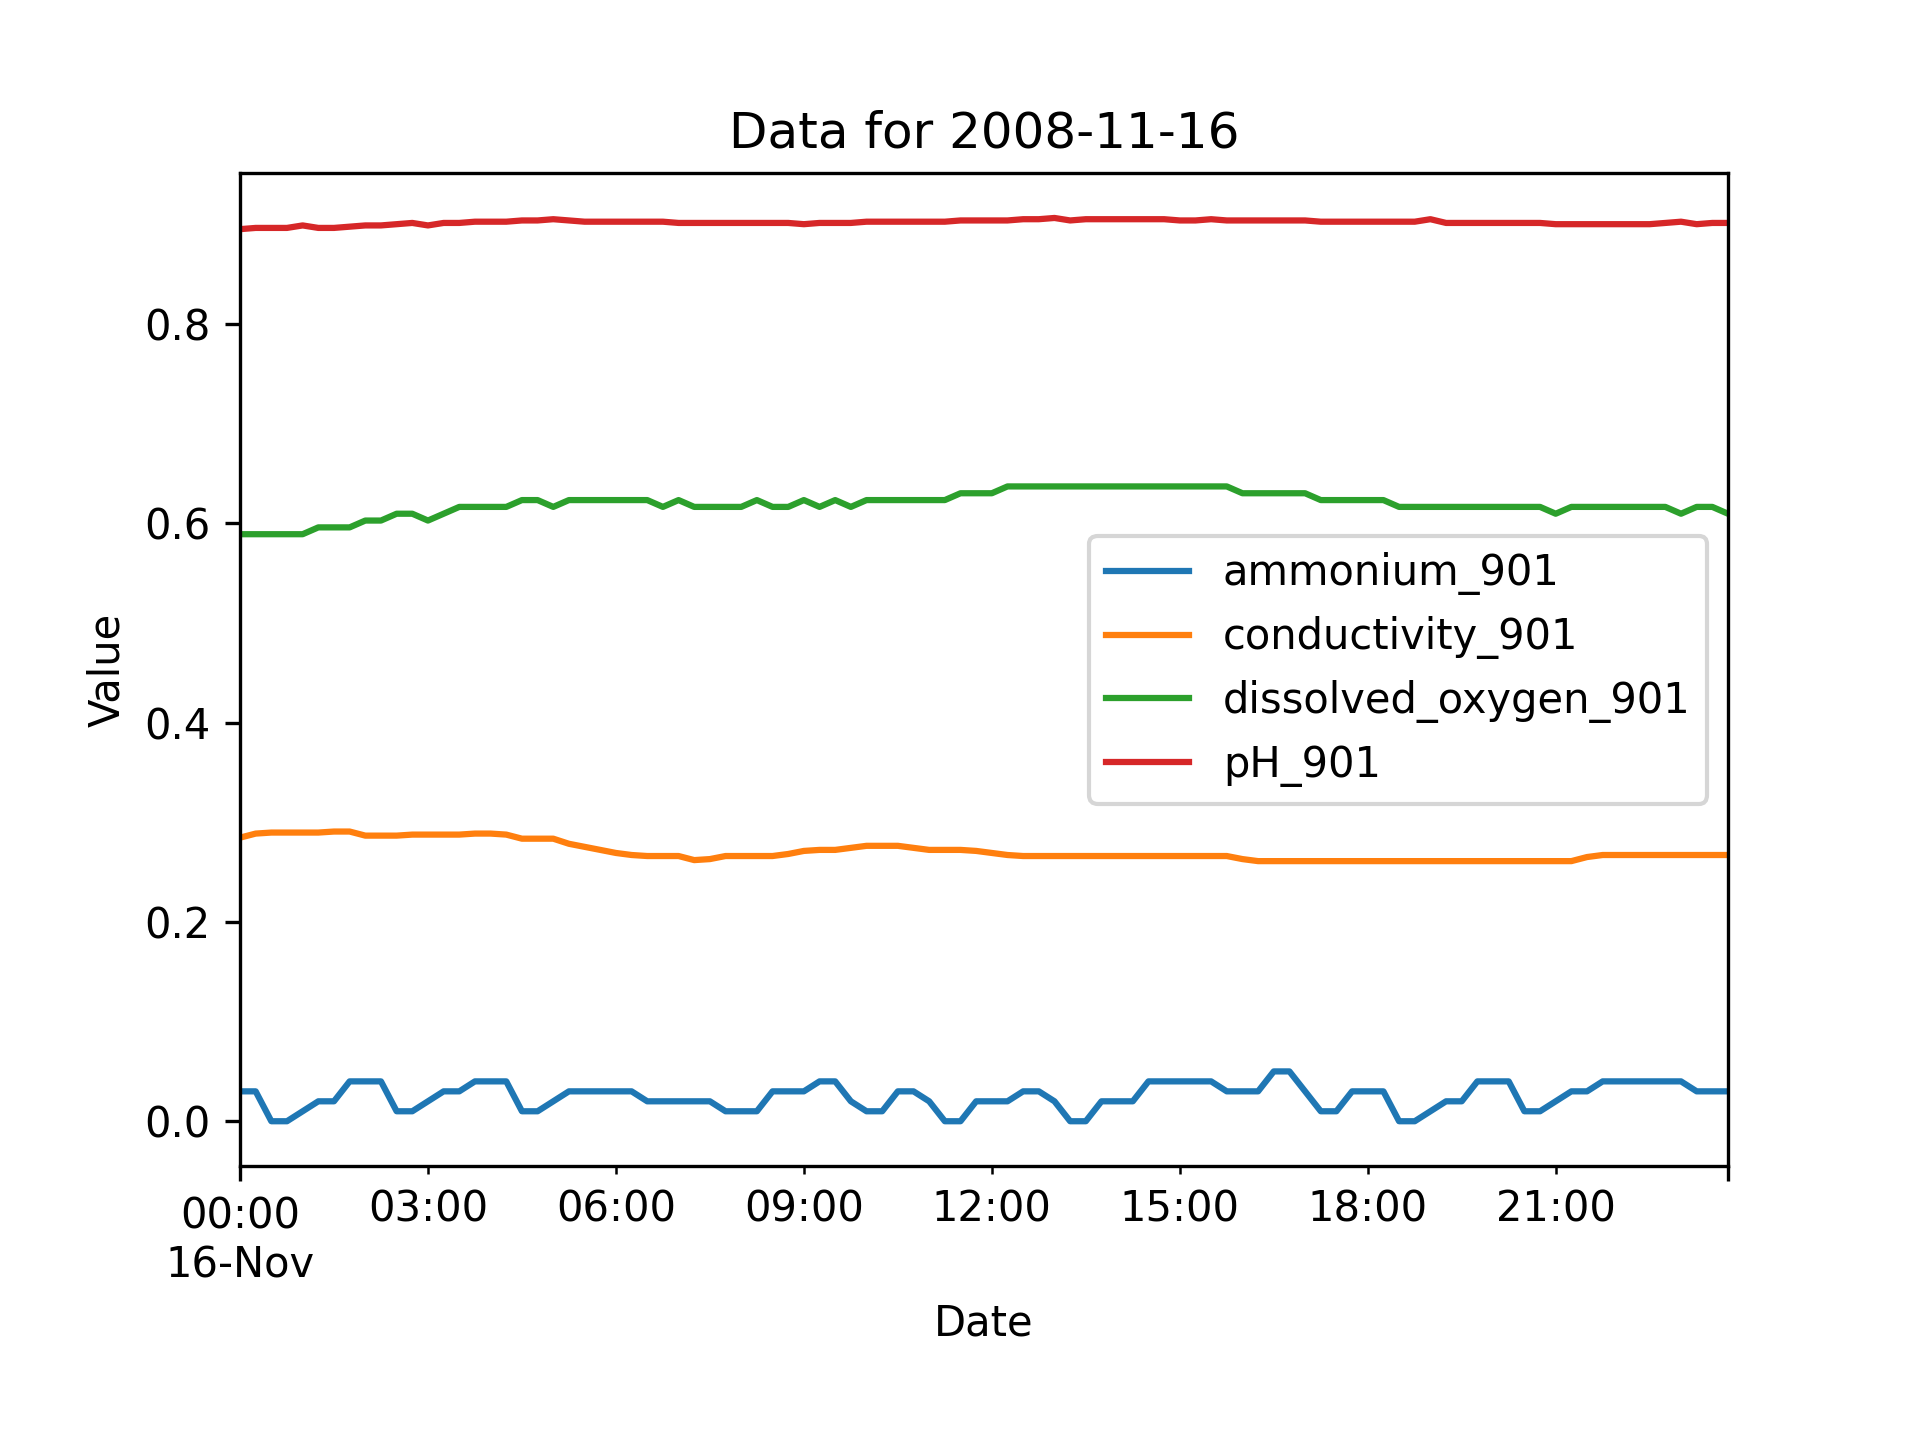 Data for 2008-11-16
Value
0.8
0.6
0.4
0.2
0.0
ammonium_901
conductivity_901
dissolved_oxygen_901
pH_901
00:00 03:00 06:00 09:00 12:00 15:00 18:00 21:00
16-Nov
Date